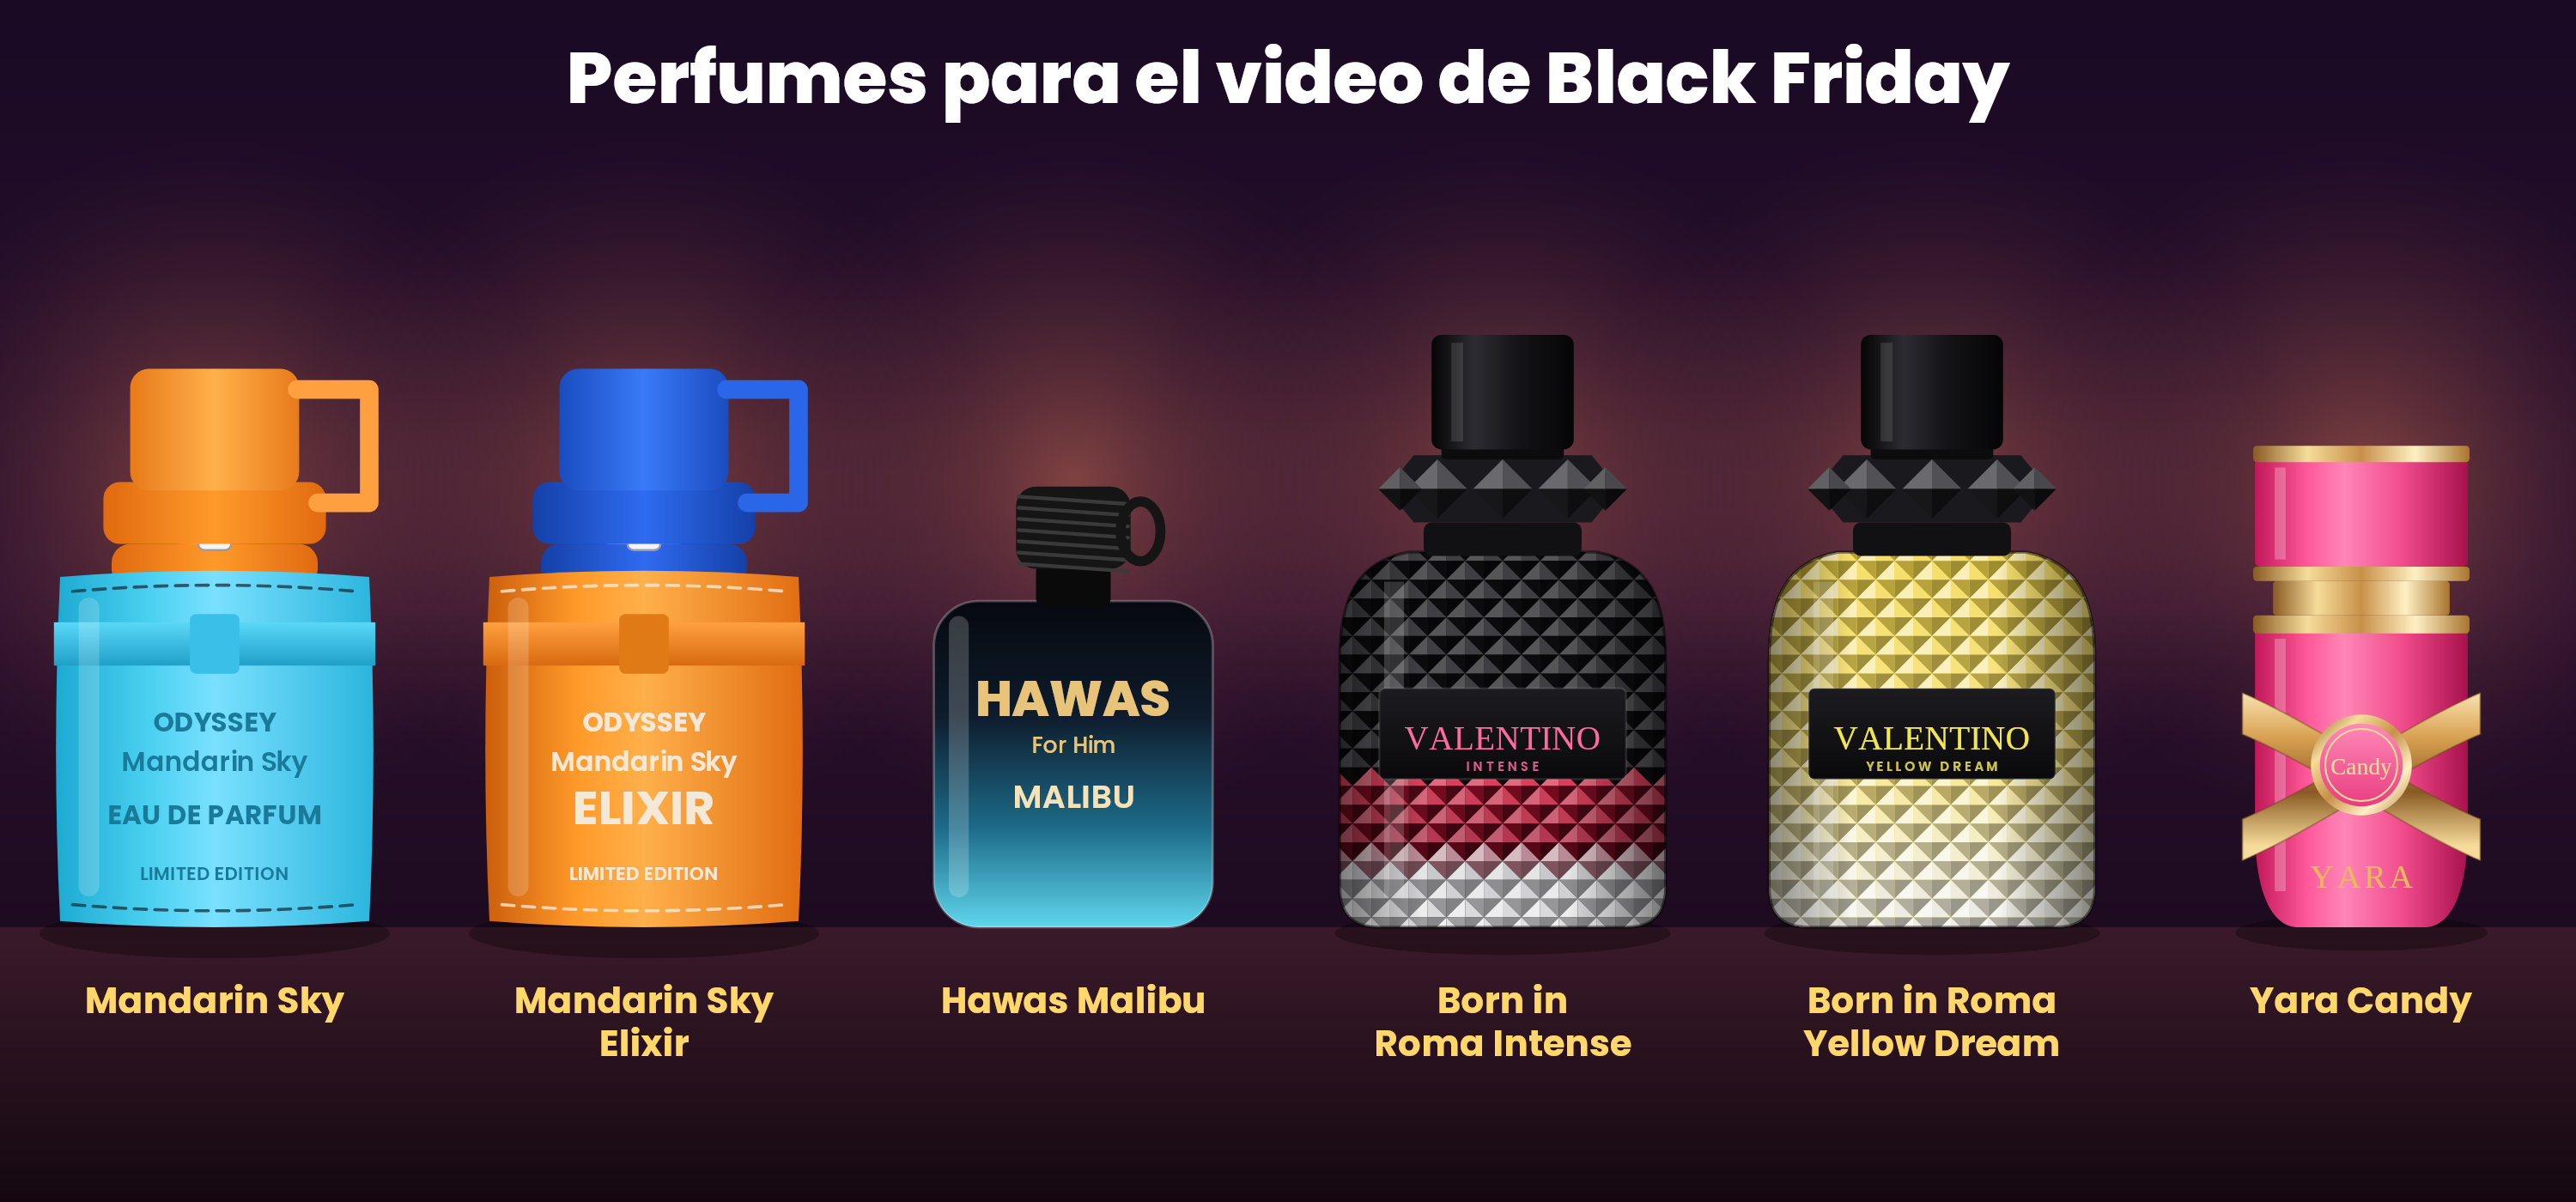 Perfumes para el video de Black Friday
ODYSSEY
Mandarin Sky
EAU DE PARFUM
LIMITED EDITION
ODYSSEY
Mandarin Sky
ELIXIR
LIMITED EDITION
HAWAS
For Him
MALIBU
VALENTINO
INTENSE
VALENTINO
YELLOW DREAM
Candy
YARA
Mandarin Sky
Mandarin Sky
Elixir
Hawas Malibu
Born in
Roma Intense
Born in Roma
Yellow Dream
Yara Candy